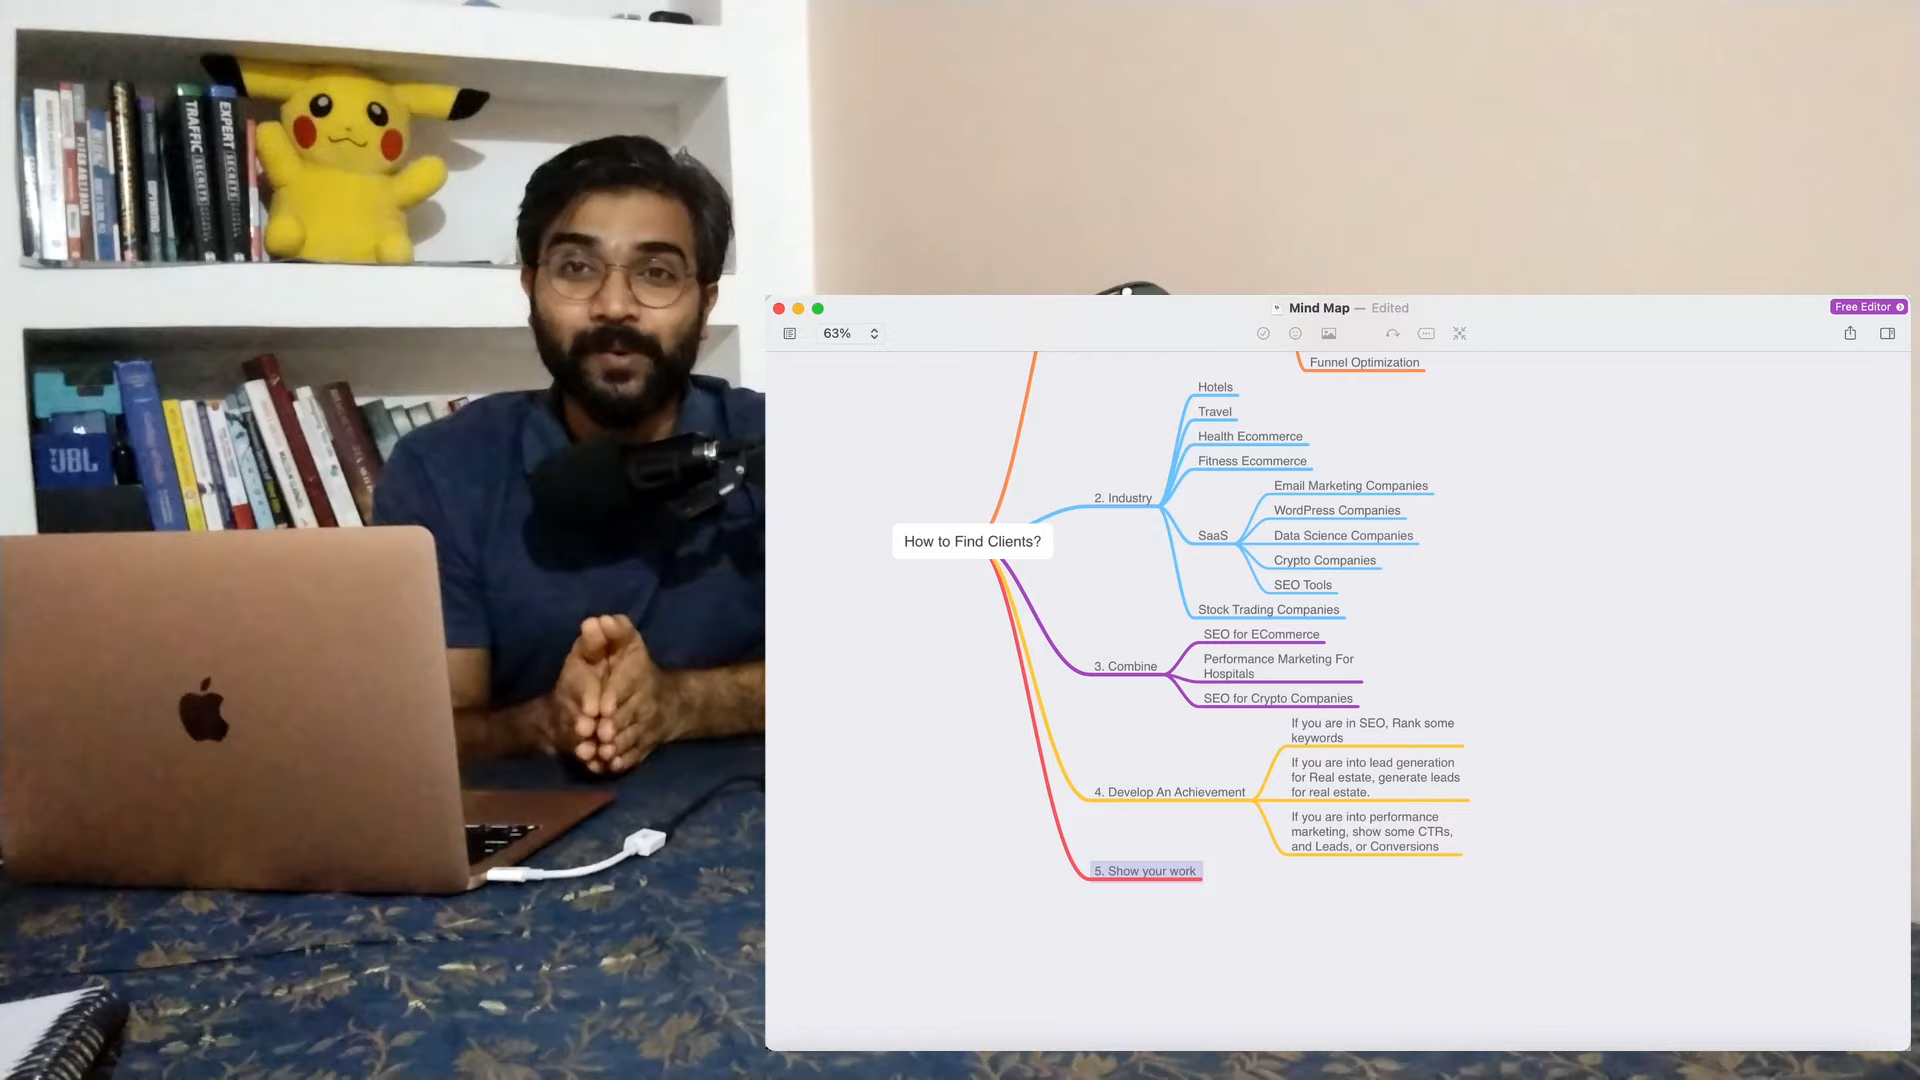 TRAFFIC
SECRETS
EXPERT
SECRETS
JBL
Mind Map — Edited
Free Editor
63%
Funnel Optimization
Hotels
Travel
Health Ecommerce
Fitness Ecommerce
2. Industry
Email Marketing Companies
WordPress Companies
SaaS
Data Science Companies
Crypto Companies
SEO Tools
Stock Trading Companies
How to Find Clients?
SEO for ECommerce
3. Combine
Performance Marketing For
Hospitals
SEO for Crypto Companies
If you are in SEO, Rank some
keywords
4. Develop An Achievement
If you are into lead generation
for Real estate, generate leads
for real estate.
If you are into performance
marketing, show some CTRs,
and Leads, or Conversions
5. Show your work